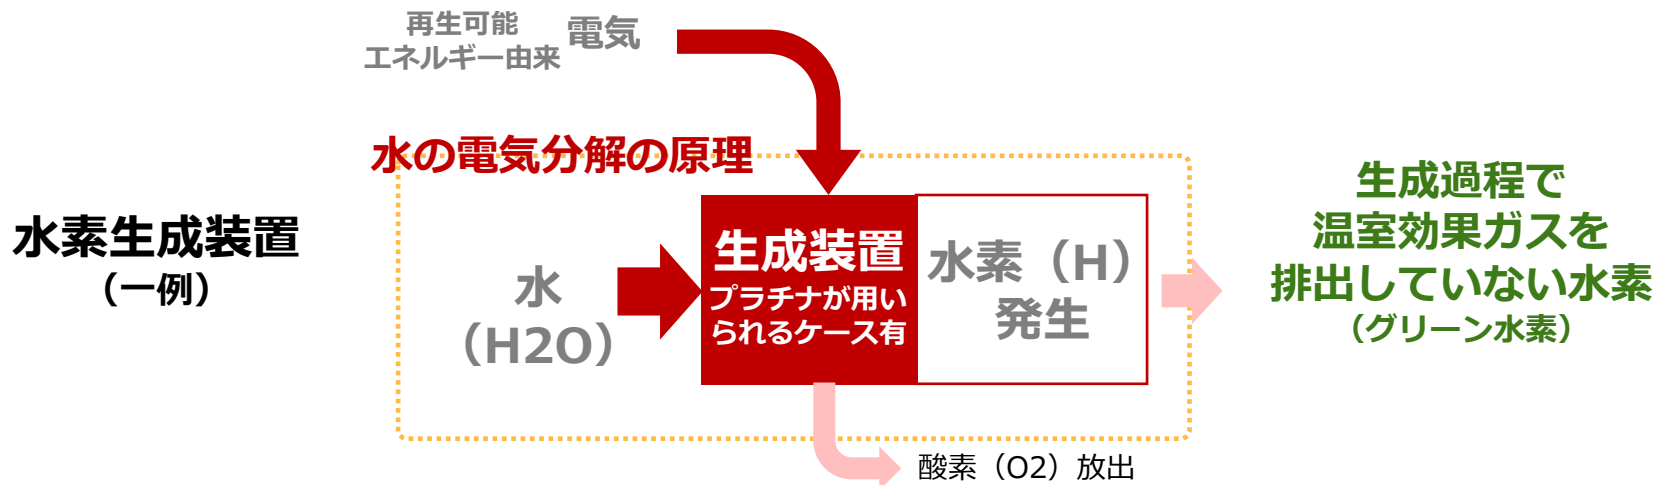 再生可能
エネルギー由来
電気
水の電気分解の原理
水素生成装置
（一例）
水
（H2O）
生成装置
プラチナが用い
られるケース有
水素（H）
発生
酸素（O2）放出
生成過程で
温室効果ガスを
排出していない水素
（グリーン水素）